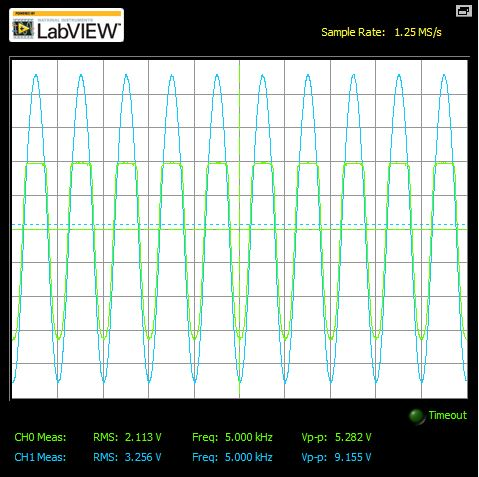 POWERED BY
NATIONAL INSTRUMENTS
LabVIEW™
Sample Rate: 1.25 MS/s
Timeout
CH0 Meas: RMS: 2.113 V Freq: 5.000 kHz Vp-p: 5.282 V
CH1 Meas: RMS: 3.256 V Freq: 5.000 kHz Vp-p: 9.155 V